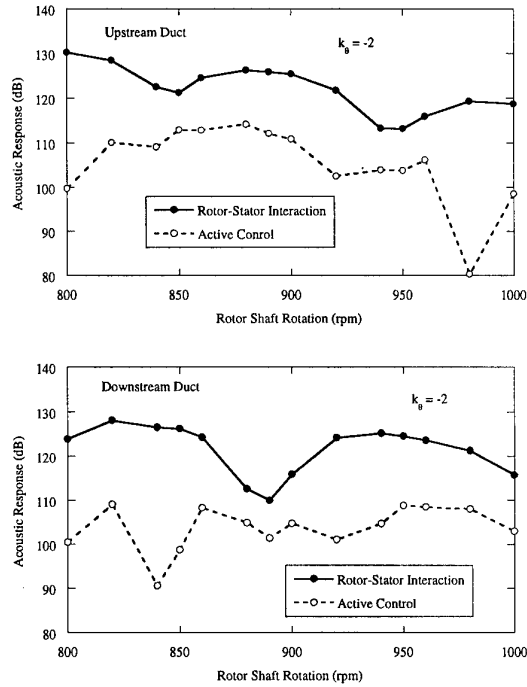 140
Upstream Duct
kθ = -2
130
120
110
100
90
80
Acoustic Response (dB)
Rotor-Stator Interaction
Active Conrol
800 850 900 950 1000
Rotor Shaft Rotation (rpm)
140
Downstream Duct
kθ = -2
130
120
110
100
90
80
Acoustic Response (dB)
Rotor-Stator Interaction
Active Control
800 850 900 950 1000
Rotor Shaft Rotation (rpm)